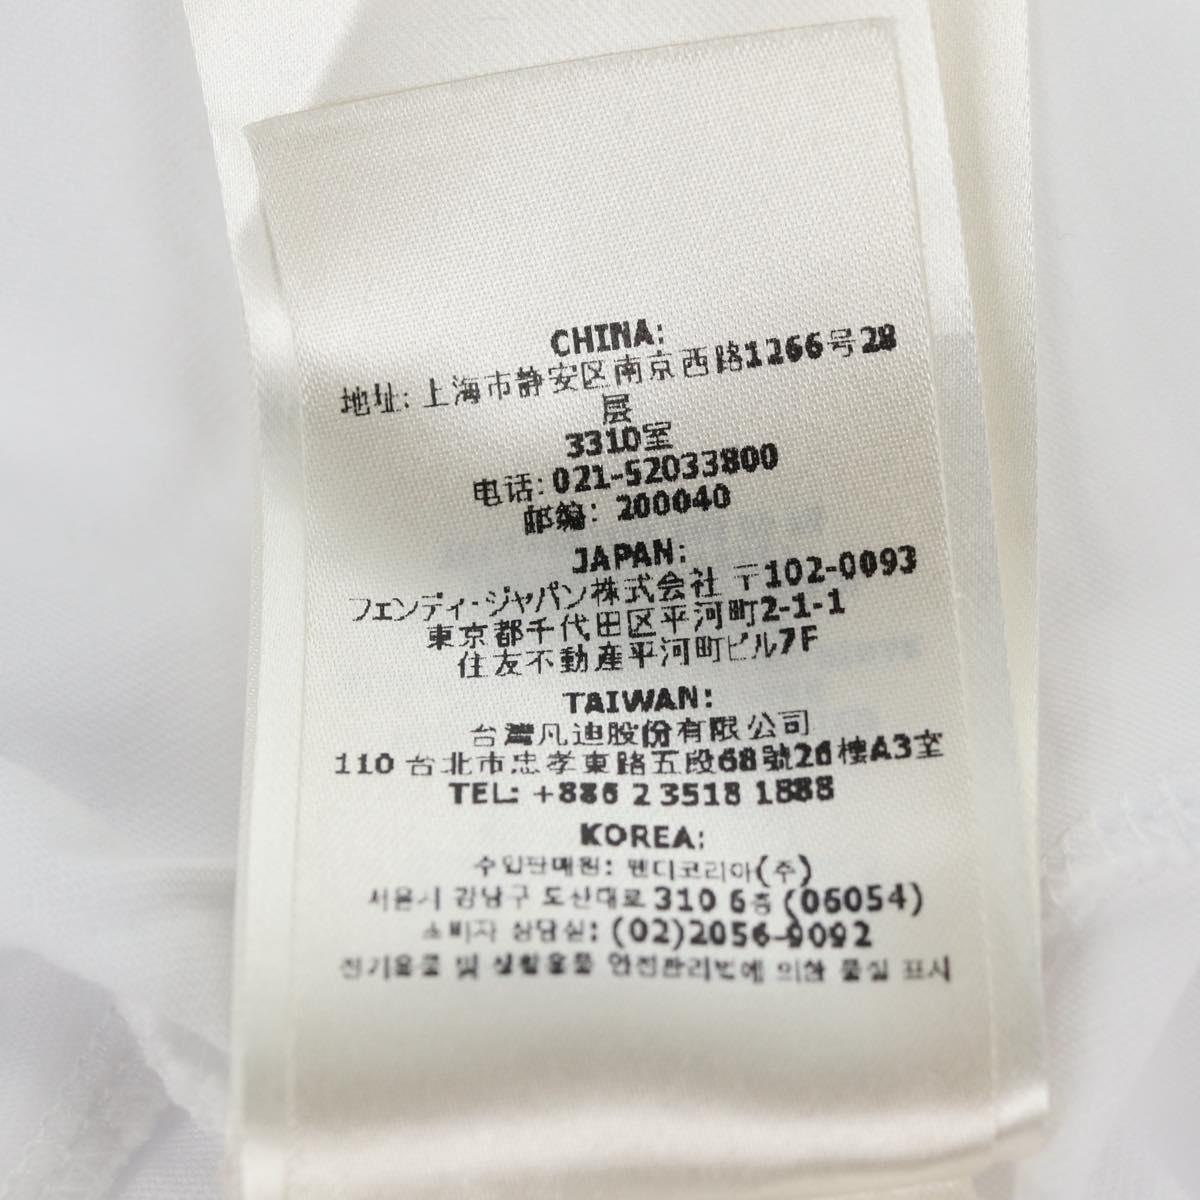 CHINA:
地址: 上海市静安区南京西路1266号28
层
3310室
电话: 021-52033800
邮编: 200040
JAPAN:
フェンディ・ジャパン株式会社 〒102-0093
東京都千代田区平河町2-1-1
住友不動産平河町ビル7F
TAIWAN:
台灣凡迪股份有限公司
110 台北市忠孝東路五段68號26樓A3室
TEL: +886 2 3518 1888
KOREA:
수입판매원: 펜디코리아(주)
서울시 강남구 도산대로 310 6층 (06054)
소비자 상담실: (02)2056-9092
전기용품 및 생활용품 안전관리법에 의한 품질 표시